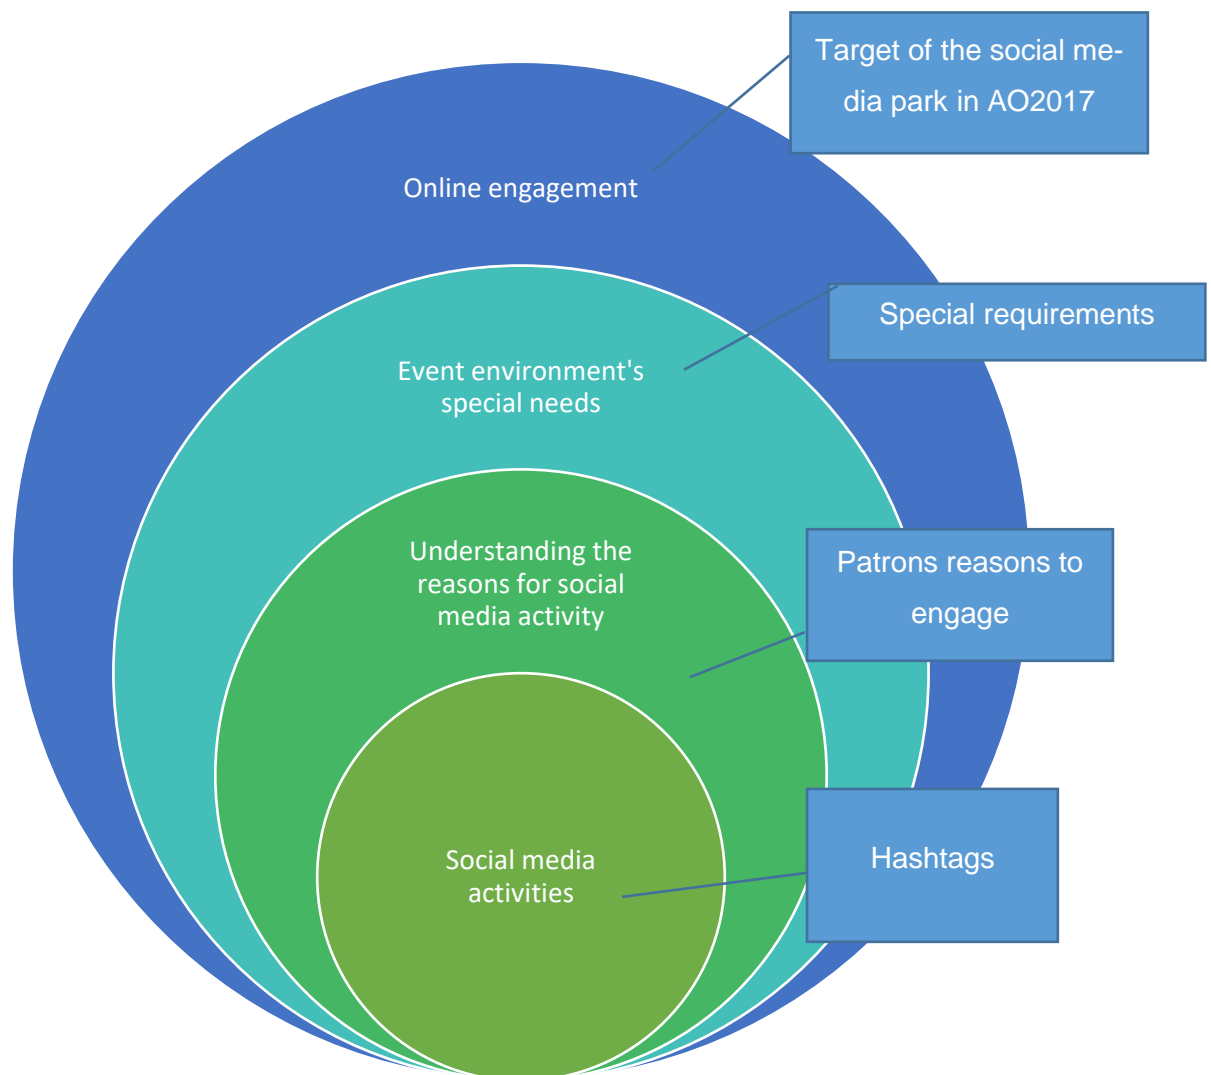 Target of the social me-
dia park in AO2017
Online engagement
Special requirements
Event environment's
special needs
Understanding the
reasons for social
media activity
Patrons reasons to
engage
Social media
activities
Hashtags